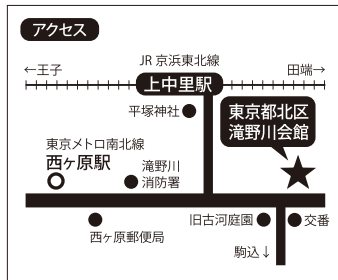 アクセス
JR 京浜東北線
←王子
上中里駅
田端→
平塚神社
東京都北区
滝野川会館
東京メトロ南北線
西ヶ原駅
滝野川
消防署
西ヶ原郵便局
旧古河庭園
交番
駒込↓